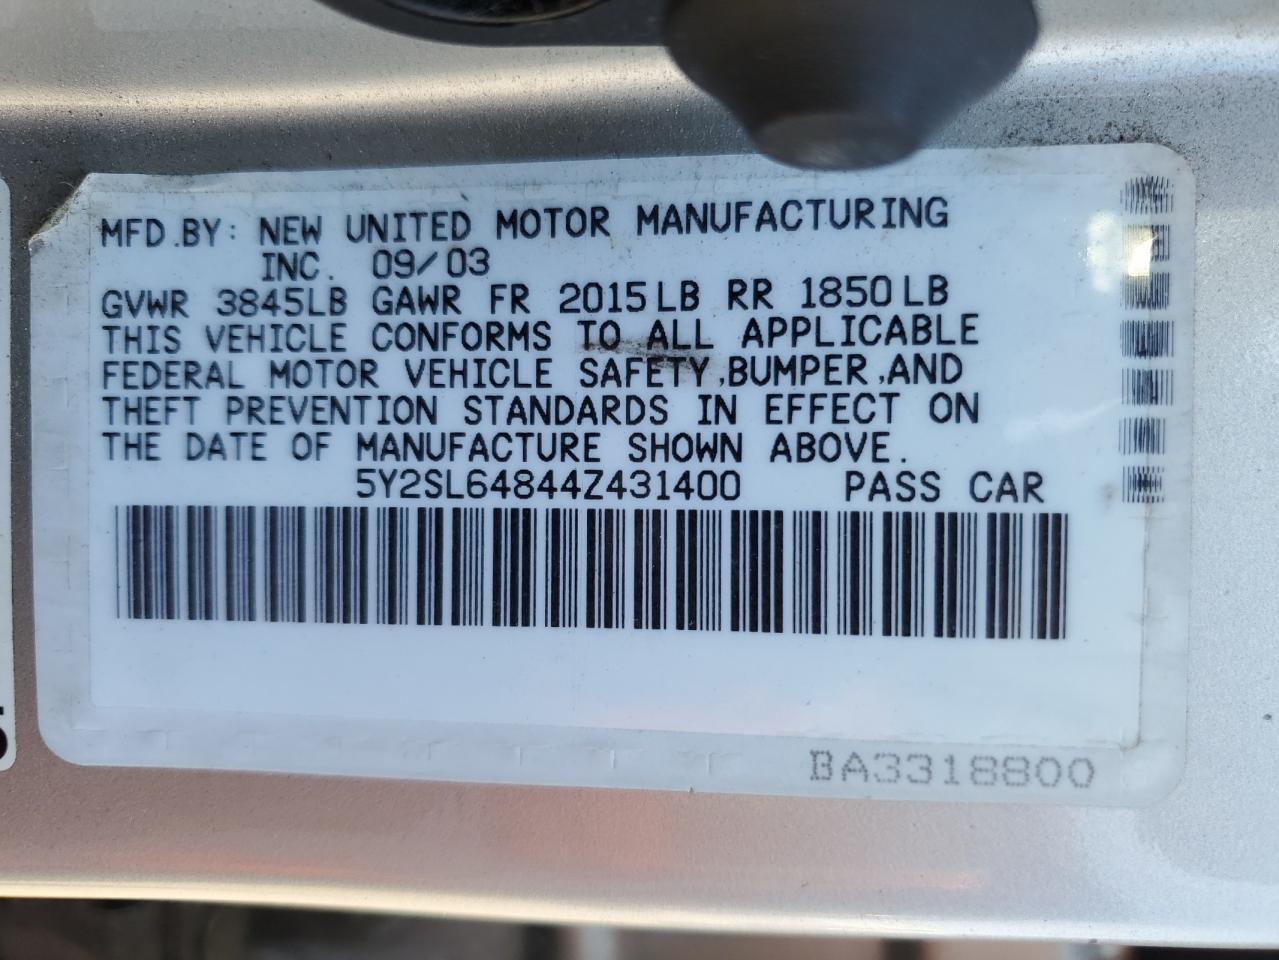 MFD.BY: NEW UNITED MOTOR MANUFACTURING
INC. 09/03
GVWR 3845LB GAWR FR 2015LB RR 1850LB
THIS VEHICLE CONFORMS TO ALL APPLICABLE
FEDERAL MOTOR VEHICLE SAFETY,BUMPER,AND
THEFT PREVENTION STANDARDS IN EFFECT ON
THE DATE OF MANUFACTURE SHOWN ABOVE.
5Y2SL64844Z431400 PASS CAR
BA3318800